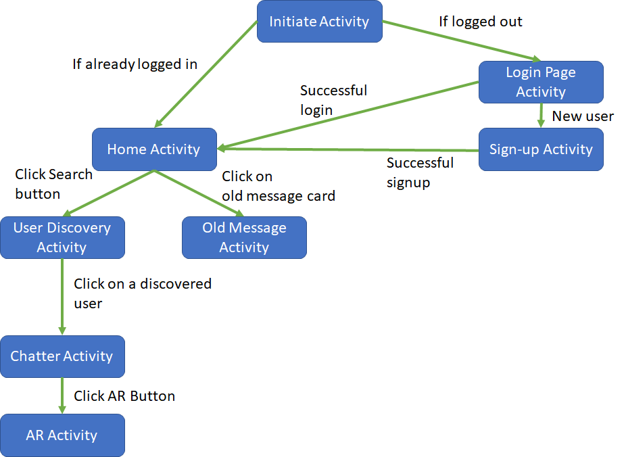 Initiate Activity
If logged out
If already logged in
Login Page
Activity
Successful
login
New user
Home Activity
Sign-up Activity
Successful
signup
Click Search
button
Click on
old message card
User Discovery
Activity
Old Message
Activity
Click on a discovered
user
Chatter Activity
Click AR Button
AR Activity